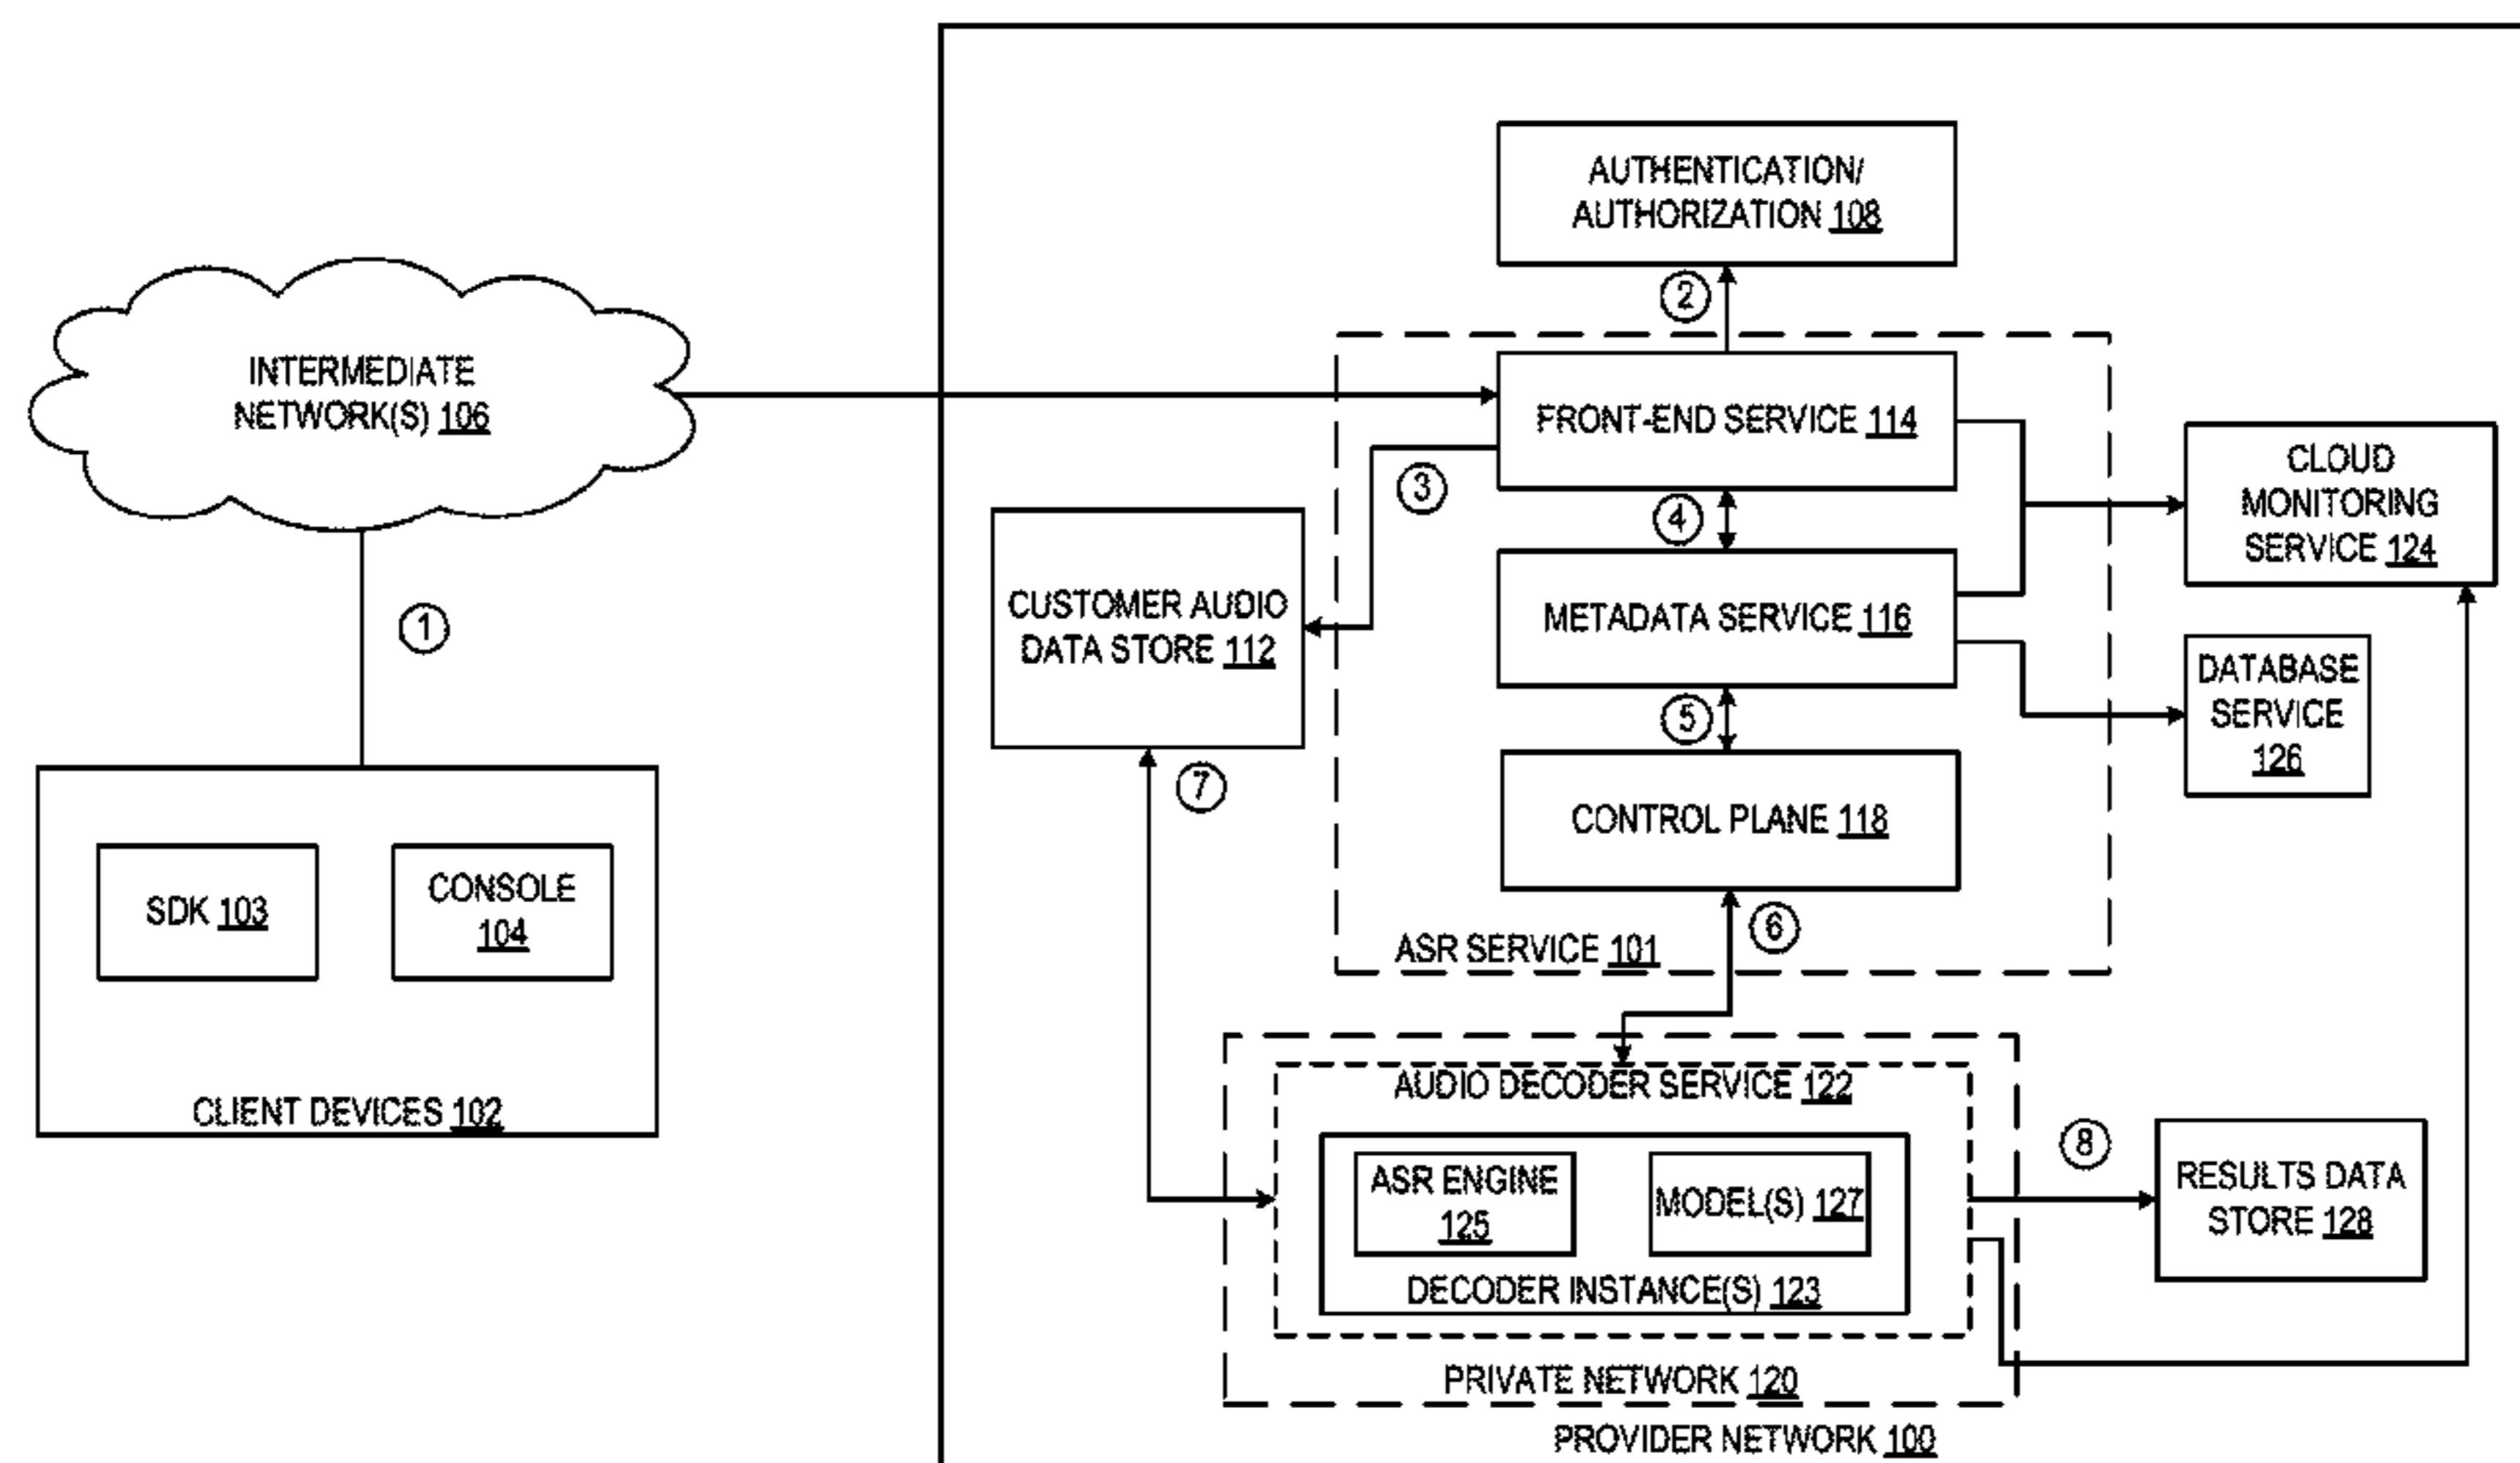 AUTHENTICATION/
AUTHORIZATION 108
2
INTERMEDIATE
NETWORK(S) 106
FRONT-END SERVICE 114
3
CLOUD
MONITORING
SERVICE 124
4
CUSTOMER AUDIO
DATA STORE 112
METADATA SERVICE 116
1
DATABASE
SERVICE
126
5
7
CONTROL PLANE 118
SDK 103
CONSOLE
104
6
ASR SERVICE 101
CLIENT DEVICES 102
AUDIO DECODER SERVICE 122
8
ASR ENGINE
125
MODEL(S) 127
RESULTS DATA
STORE 128
DECODER INSTANCE(S) 123
PRIVATE NETWORK 120
PROVIDER NETWORK 100